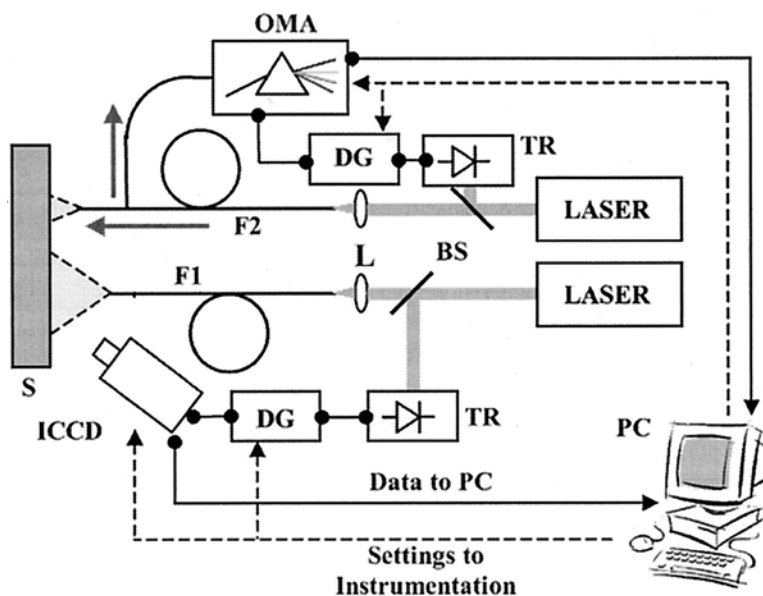 OMA
DG
TR
LASER
F2
L
BS
F1
LASER
S
ICCD
DG
TR
PC
Data to PC
Settings to
Instrumentation